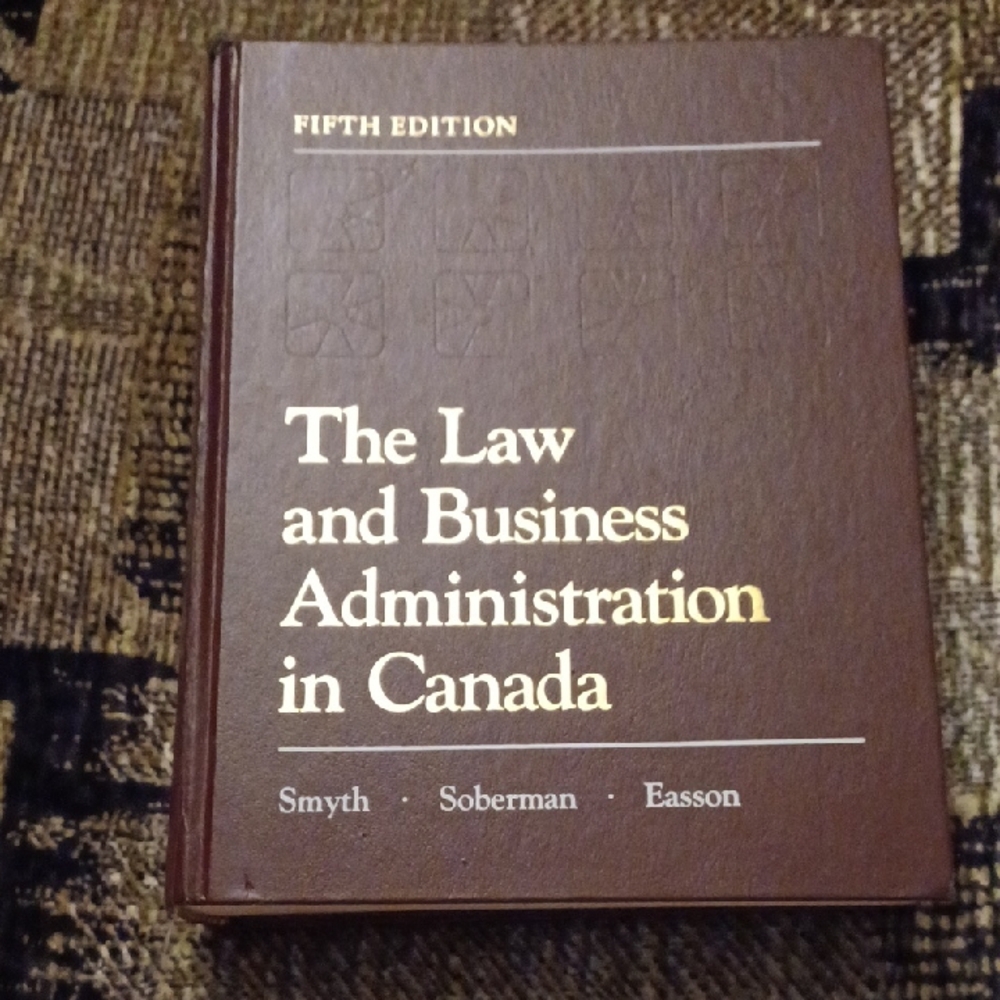 FIFTH EDITION
The Law
and Business
Administration
in Canada
Smyth · Soberman · Easson